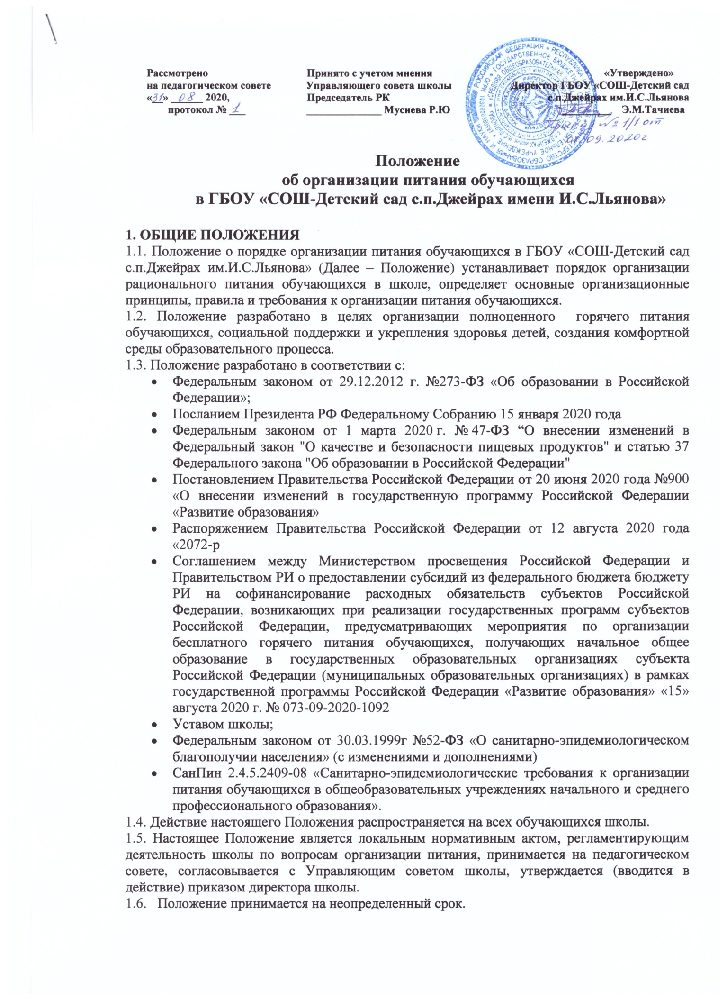 Рассмотрено
на педагогическом совете
«31» 08 2020,
протокол № 1
Принято с учетом мнения
Управляющего совета школы
Председатель РК
______________ Мусиева Р.Ю
«Утверждено»
Директор ГБОУ «СОШ-Детский сад
с.п.Джейрах им.И.С.Льянова
_________ Э.М.Тачиева
Приказ № 1/1 от
09.2020г
Положение
об организации питания обучающихся
в ГБОУ «СОШ-Детский сад с.п.Джейрах имени И.С.Льянова»
1. ОБЩИЕ ПОЛОЖЕНИЯ
1.1. Положение о порядке организации питания обучающихся в ГБОУ «СОШ-Детский сад
с.п.Джейрах им.И.С.Льянова» (Далее – Положение) устанавливает порядок организации
рационального питания обучающихся в школе, определяет основные организационные
принципы, правила и требования к организации питания обучающихся.
1.2. Положение разработано в целях организации полноценного горячего питания
обучающихся, социальной поддержки и укрепления здоровья детей, создания комфортной
среды образовательного процесса.
1.3. Положение разработано в соответствии с:
• Федеральным законом от 29.12.2012 г. №273-ФЗ «Об образовании в Российской
Федерации»;
• Посланием Президента РФ Федеральному Собранию 15 января 2020 года
• Федеральным законом от 1 марта 2020 г. № 47-ФЗ “О внесении изменений в
Федеральный закон "О качестве и безопасности пищевых продуктов" и статью 37
Федерального закона "Об образовании в Российской Федерации"
• Постановлением Правительства Российской Федерации от 20 июня 2020 года №900
«О внесении изменений в государственную программу Российской Федерации
«Развитие образования»
• Распоряжением Правительства Российской Федерации от 12 августа 2020 года
«2072-р
• Соглашением между Министерством просвещения Российской Федерации и
Правительством РИ о предоставлении субсидий из федерального бюджета бюджету
РИ на софинансирование расходных обязательств субъектов Российской
Федерации, возникающих при реализации государственных программ субъектов
Российской Федерации, предусматривающих мероприятия по организации
бесплатного горячего питания обучающихся, получающих начальное общее
образование в государственных образовательных организациях субъекта
Российской Федерации (муниципальных образовательных организациях) в рамках
государственной программы Российской Федерации «Развитие образования» «15»
августа 2020 г. № 073-09-2020-1092
• Уставом школы;
• Федеральным законом от 30.03.1999г №52-ФЗ «О санитарно-эпидемиологическом
благополучии населения» (с изменениями и дополнениями)
• СанПин 2.4.5.2409-08 «Санитарно-эпидемиологические требования к организации
питания обучающихся в общеобразовательных учреждениях начального и среднего
профессионального образования».
1.4. Действие настоящего Положения распространяется на всех обучающихся школы.
1.5. Настоящее Положение является локальным нормативным актом, регламентирующим
деятельность школы по вопросам организации питания, принимается на педагогическом
совете, согласовывается с Управляющим советом школы, утверждается (вводится в
действие) приказом директора школы.
1.6. Положение принимается на неопределенный срок.